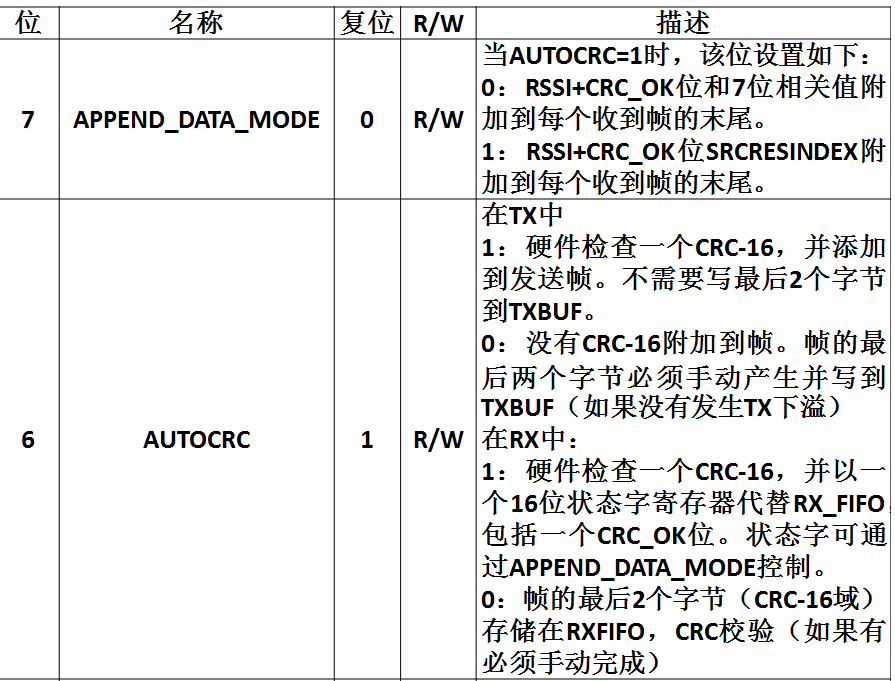 位 名称 复位 R/W 描述
当AUTOCRC=1时，该位设置如下：
0：RSSI+CRC_OK位和7位相关值附
加到每个收到帧的末尾。
7 APPEND_DATA_MODE 0 R/W
1：RSSI+CRC_OK位SRCRESINDEX附
加到每个收到帧的末尾。
在TX中
1：硬件检查一个CRC-16，并添加
到发送帧。不需要写最后2个字节
到TXBUF。
0：没有CRC-16附加到帧。帧的最
后两个字节必须手动产生并写到
TXBUF（如果没有发生TX下溢）
6 AUTOCRC 1 R/W
在RX中：
1：硬件检查一个CRC-16，并以一
个16位状态字寄存器代替RX_FIFO，
包括一个CRC_OK位。状态字可通
过APPEND_DATA_MODE控制。
0：帧的最后2个字节（CRC-16域）
存储在RXFIFO，CRC校验（如果有
必须手动完成）